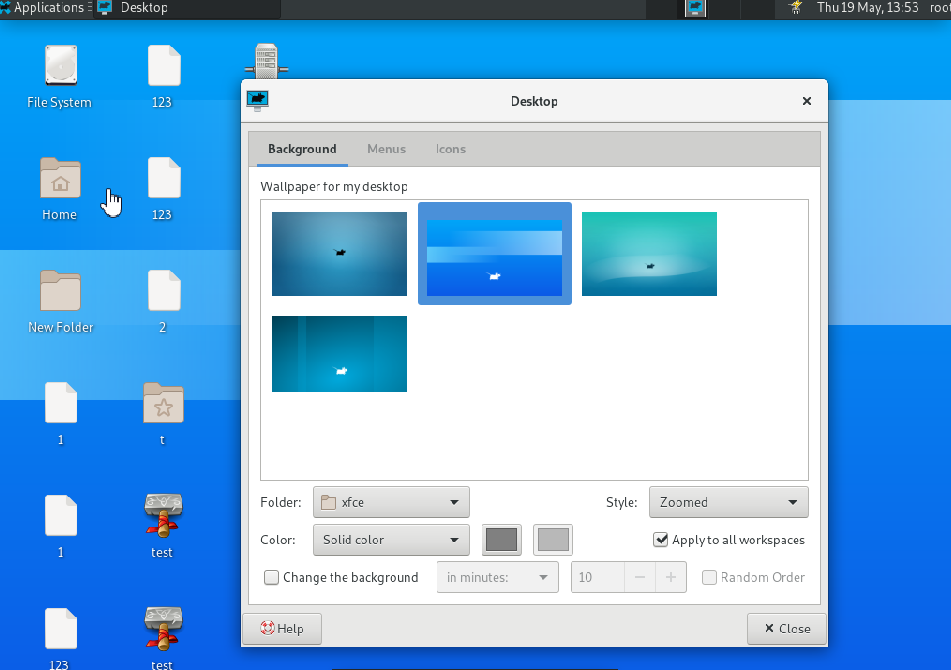 Applications
Desktop
Thu 19 May, 13:53
root
File System
123
Home
123
New Folder
2
1
t
1
test
123
test
Desktop
Background
Menus
Icons
Wallpaper for my desktop
Folder:
xfce
Style:
Zoomed
Color:
Solid color
Apply to all workspaces
Change the background
in minutes:
10
Random Order
Help
Close